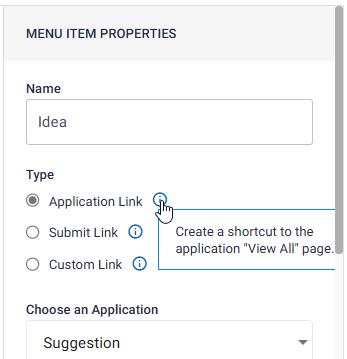 MENU ITEM PROPERTIES
Name
Idea
Type
Application Link
Submit Link
Custom Link
Create a shortcut to the
application "View All" page.
Choose an Application
Suggestion